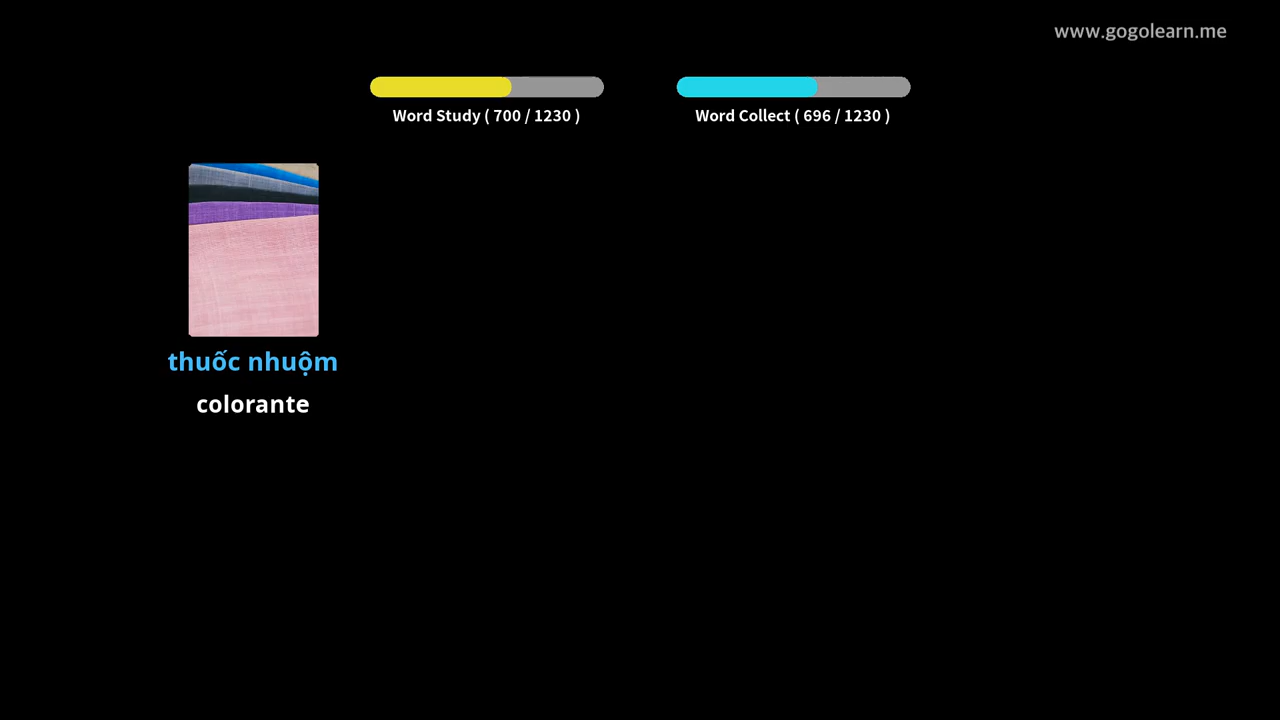 www.gogolearn.me
Word Study ( 700 / 1230 )
Word Collect ( 696 / 1230 )
thuốc nhuộm
colorante